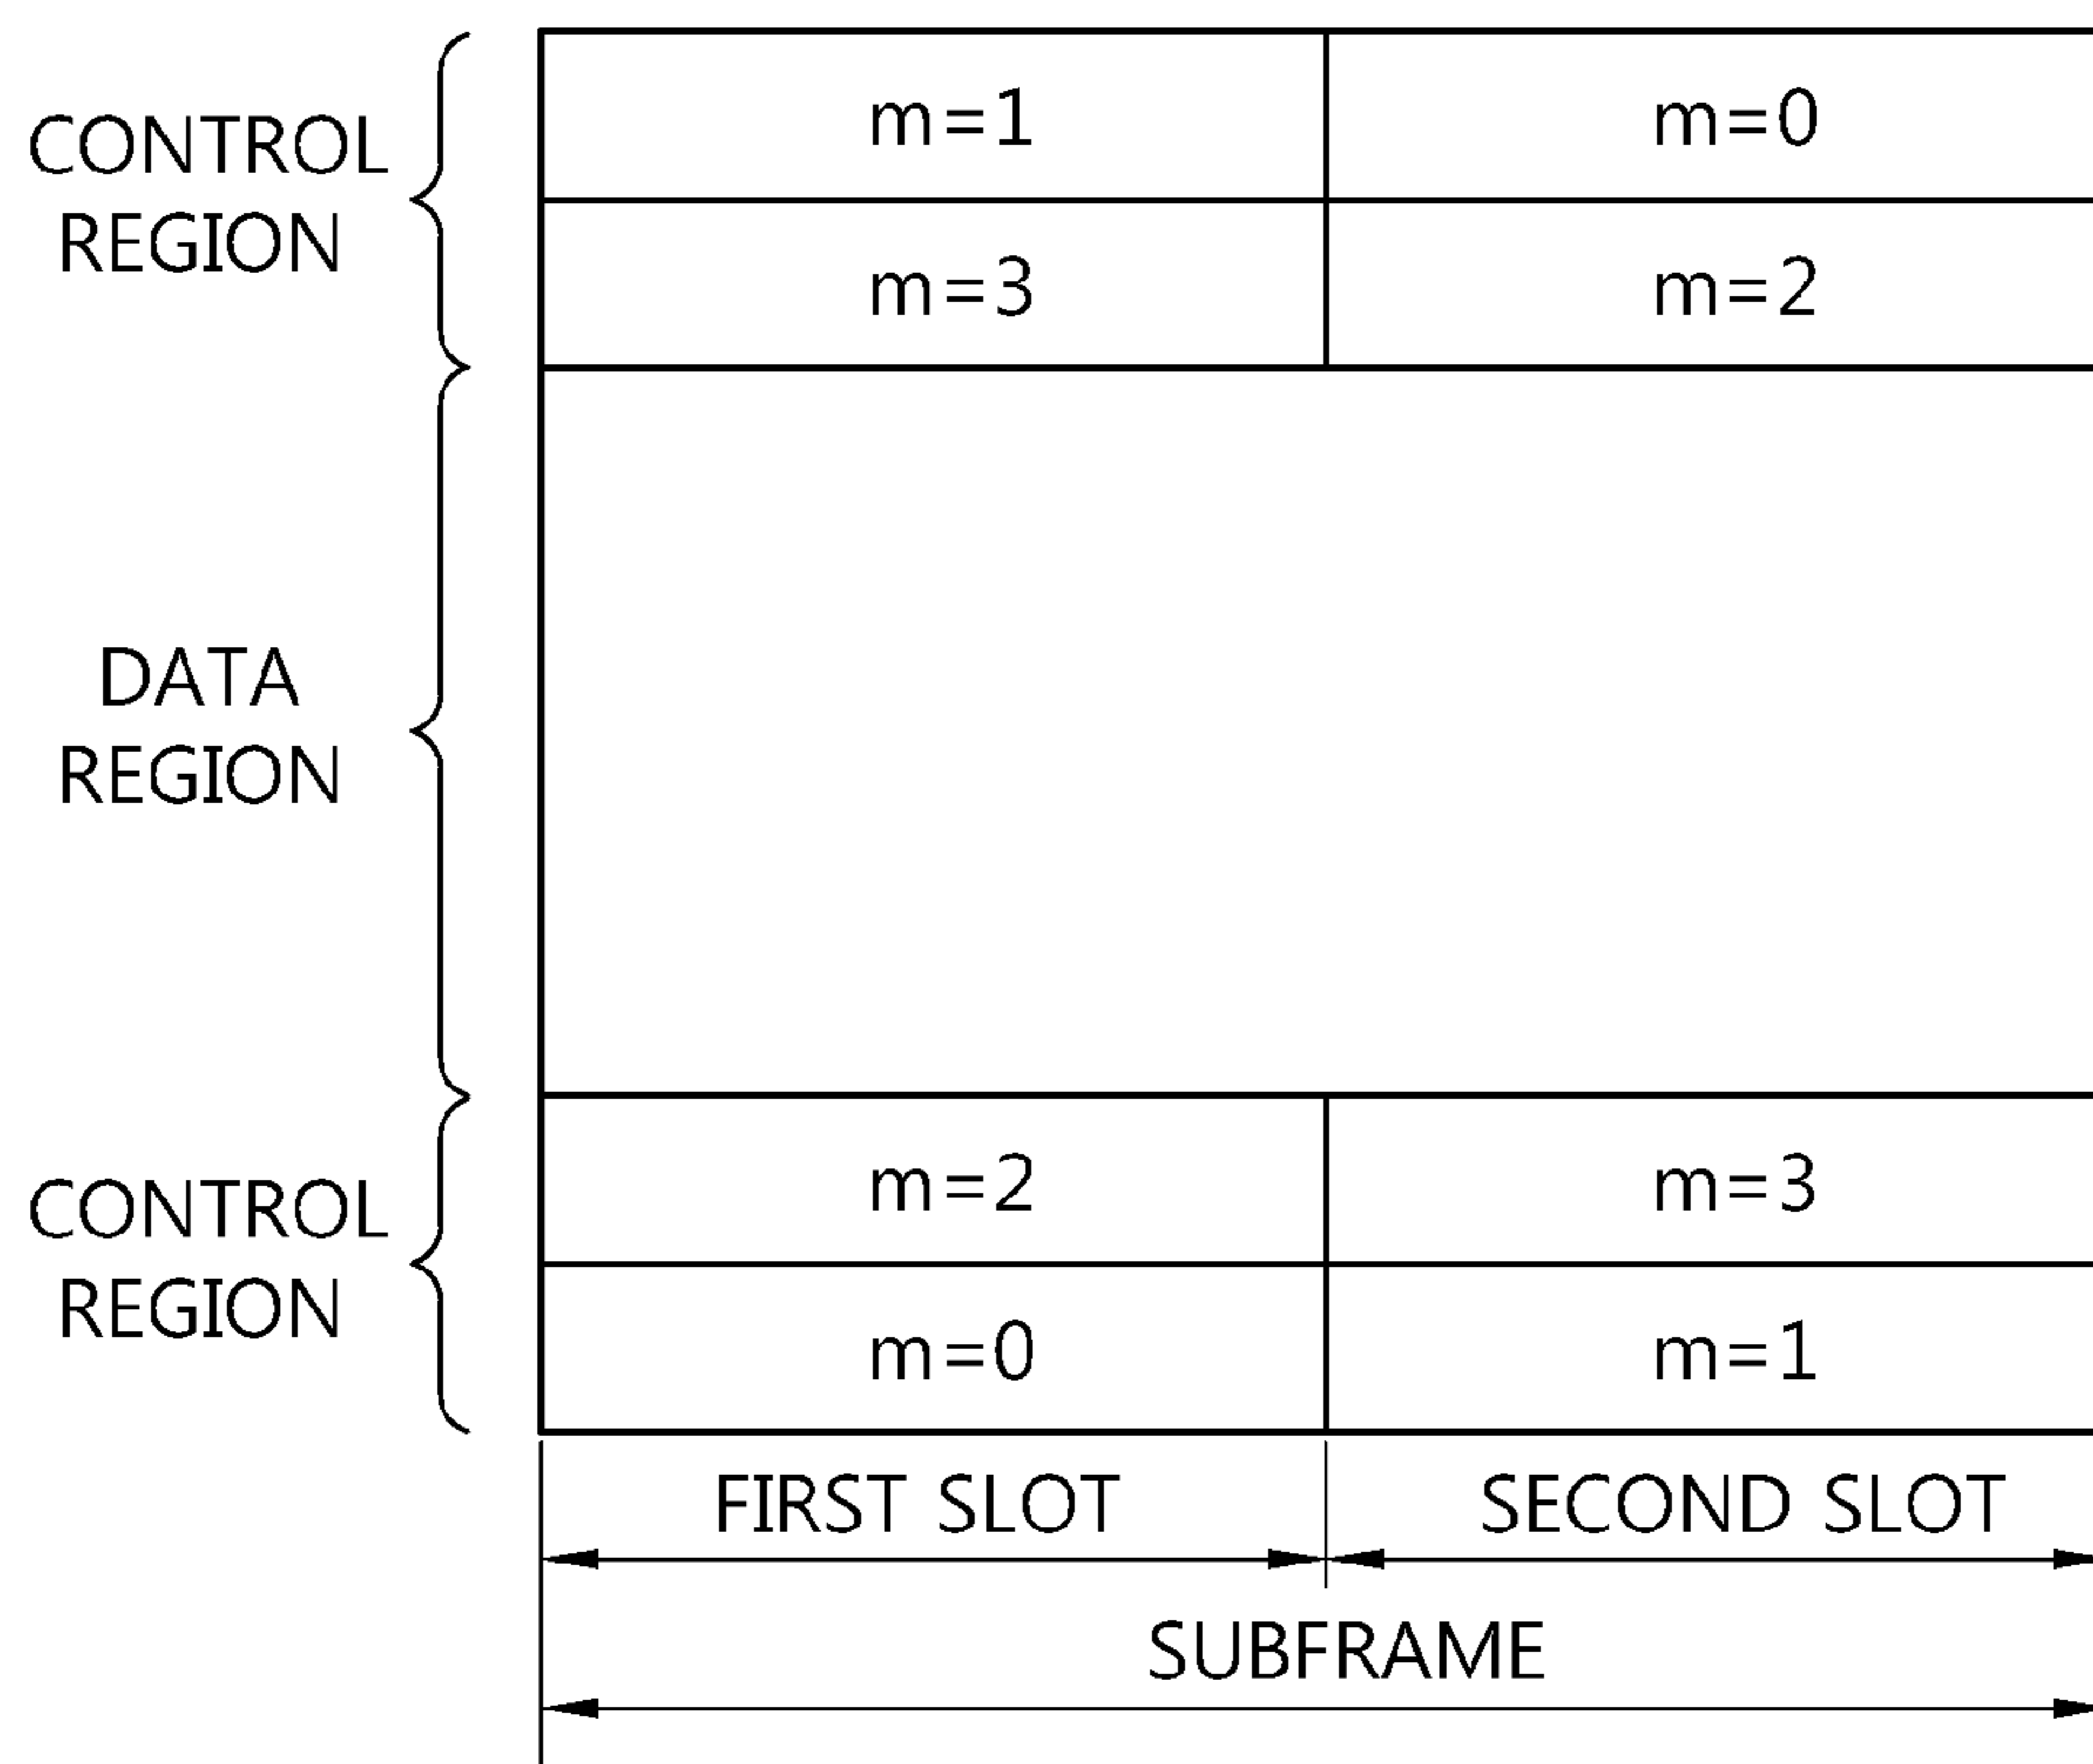 CONTROL
REGION
m=1
m=0
m=3
m=2
DATA
REGION
CONTROL
REGION
m=2
m=3
m=0
m=1
FIRST SLOT
SECOND SLOT
SUBFRAME